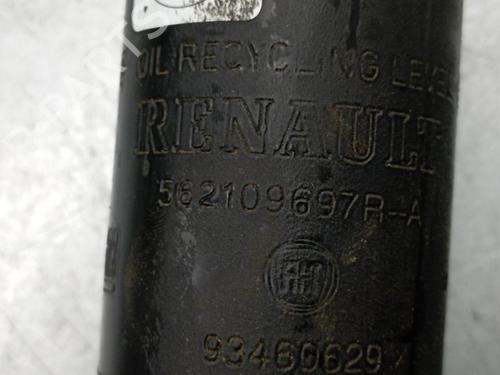 OIL RECYCLING LEVEL
RENAULT
562109697R--A
93460629